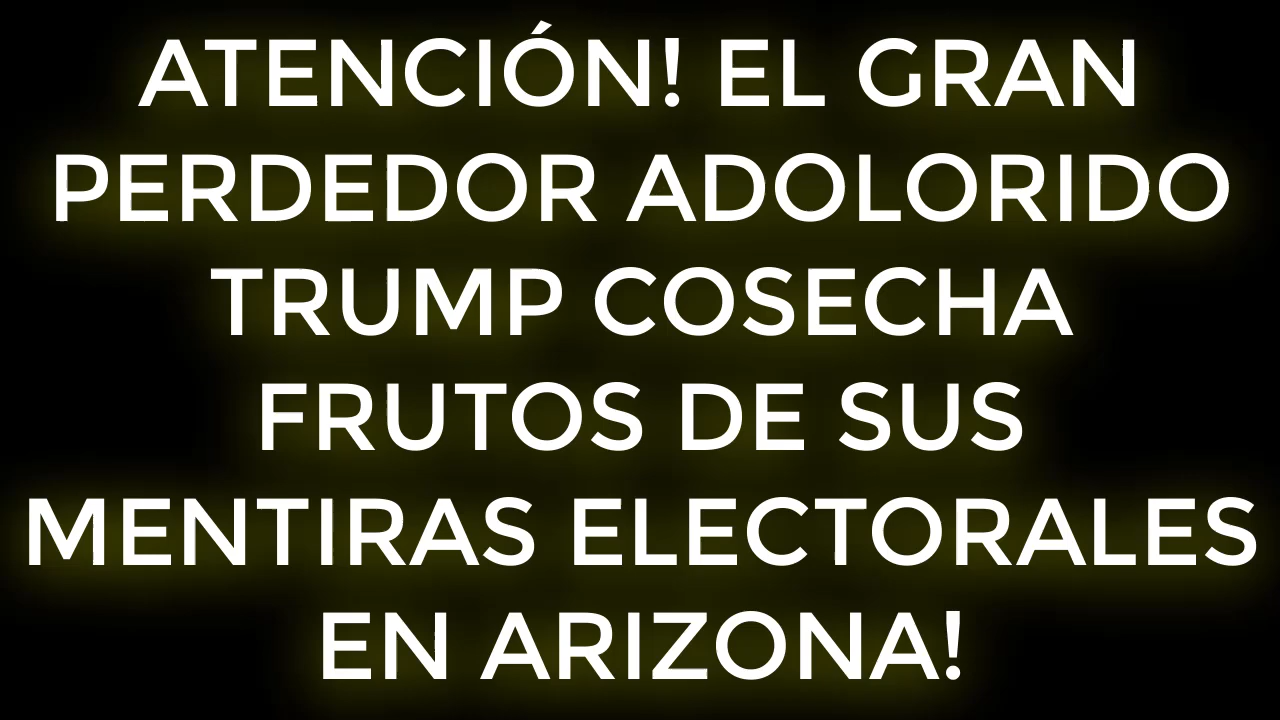 ATENCIÓN! EL GRAN
PERDEDOR ADOLORIDO
TRUMP COSECHA
FRUTOS DE SUS
MENTIRAS ELECTORALES
EN ARIZONA!